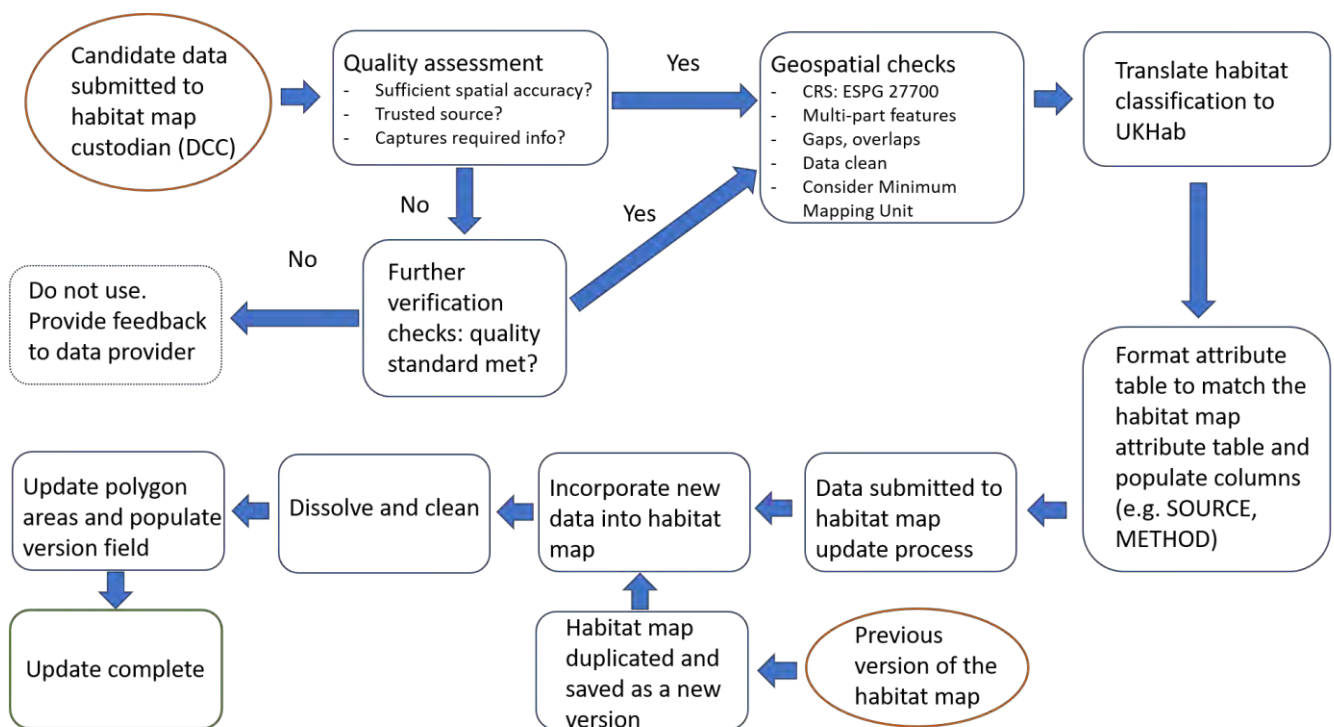 Candidate data
submitted to
habitat map
custodian (DCC)
Quality assessment
- Sufficient spatial accuracy?
- Trusted source?
- Captures required info?
Yes
Geospatial checks
- CRS: ESPG 27700
- Multi-part features
- Gaps, overlaps
- Data clean
- Consider Minimum
Mapping Unit
Translate habitat
classification to
UKHab
No
Yes
No
Further
verification
checks: quality
standard met?
Do not use.
Provide feedback
to data provider
Format attribute
table to match the
habitat map
attribute table and
populate columns
(e.g. SOURCE,
METHOD)
Data submitted to
habitat map
update process
Incorporate new
data into habitat
map
Dissolve and clean
Update polygon
areas and populate
version field
Update complete
Habitat map
duplicated and
saved as a new
version
Previous
version of the
habitat map